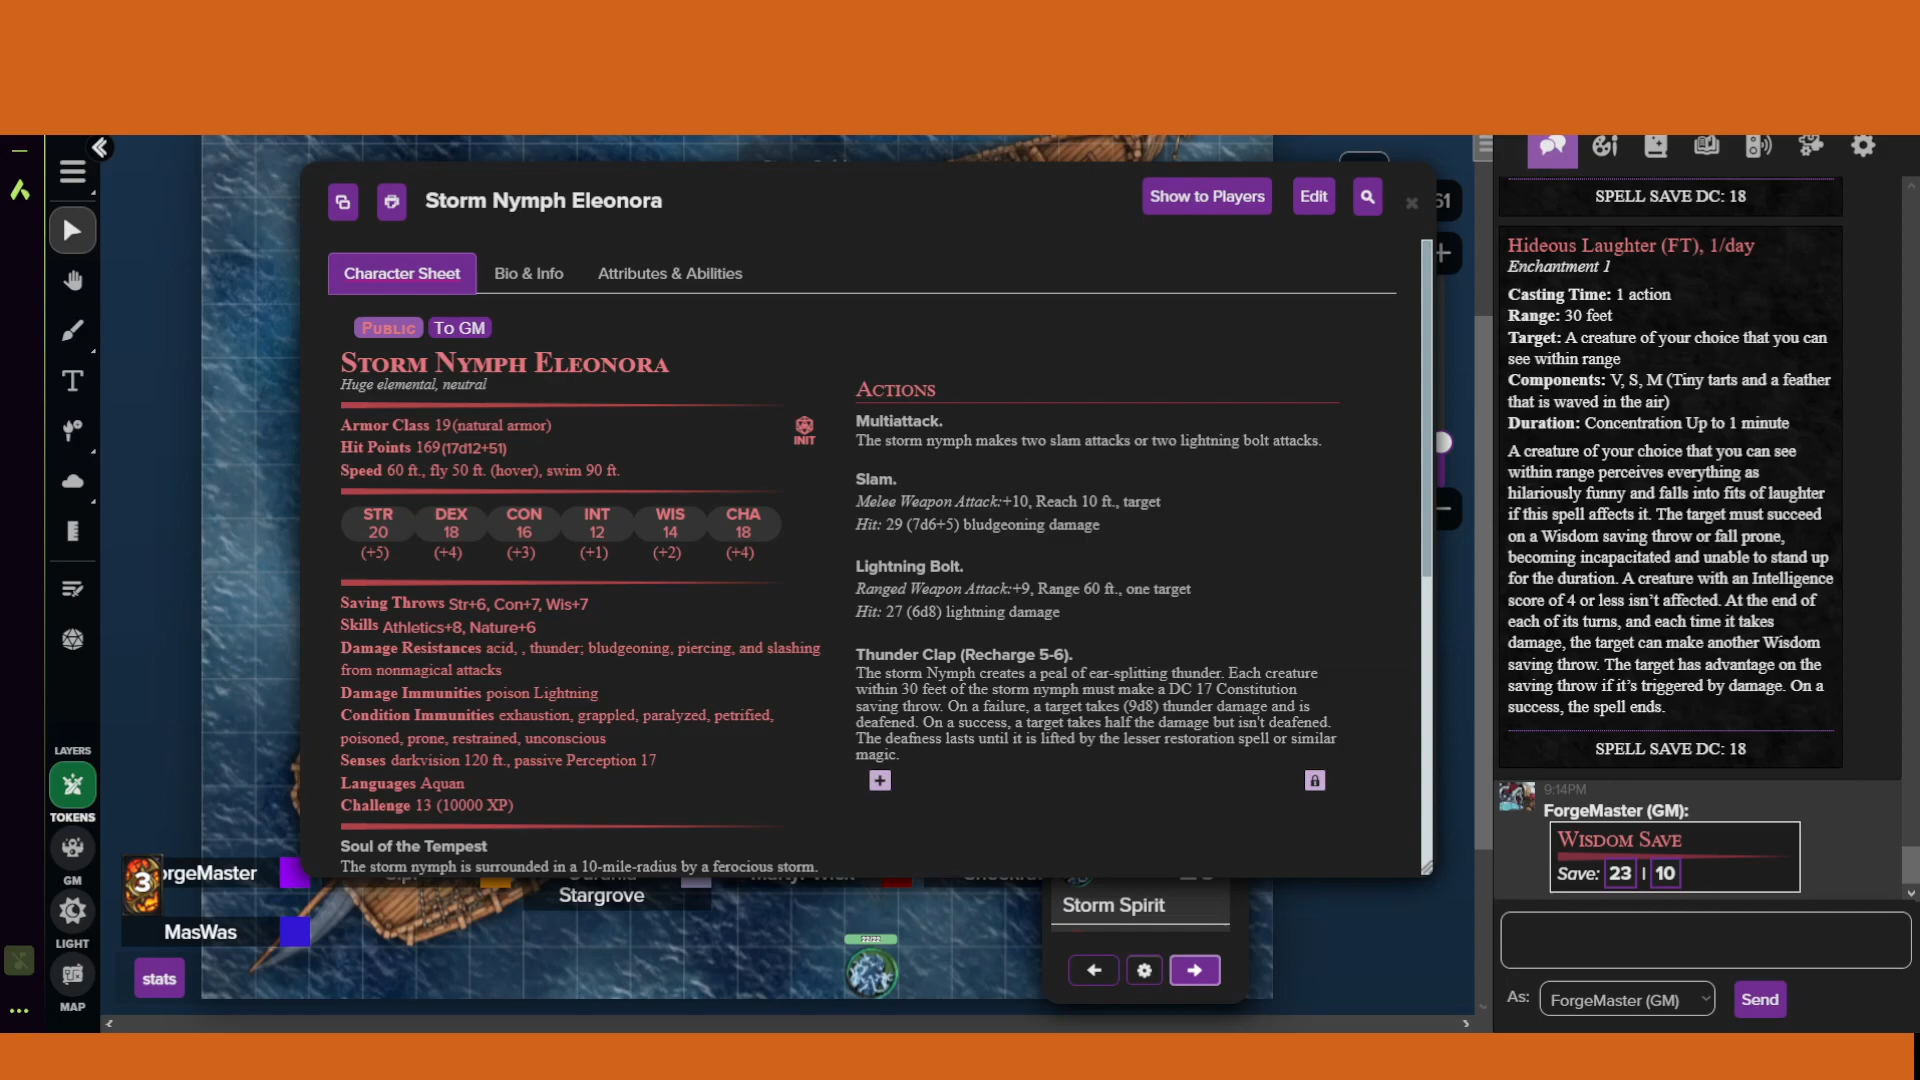 Storm Nymph Eleonora
Show to Players
Edit
Character Sheet
Bio & Info
Attributes & Abilities
Public
To GM
Storm Nymph Eleonora
Huge elemental, neutral
Armor Class 19(natural armor)
Hit Points 169(17d12+51)
Speed 60 ft., fly 50 ft. (hover), swim 90 ft.
INIT
STR DEX CON INT WIS CHA
20 18 16 12 14 18
(+5) (+4) (+3) (+1) (+2) (+4)
Saving Throws Str+6, Con+7, Wis+7
Skills Athletics+8, Nature+6
Damage Resistances acid, , thunder; bludgeoning, piercing, and slashing
from nonmagical attacks
Damage Immunities poison Lightning
Condition Immunities exhaustion, grappled, paralyzed, petrified,
poisoned, prone, restrained, unconscious
Senses darkvision 120 ft., passive Perception 17
Languages Aquan
Challenge 13 (10000 XP)
Soul of the Tempest
The storm nymph is surrounded in a 10-mile-radius by a ferocious storm.
Actions
Multiattack.
The storm nymph makes two slam attacks or two lightning bolt attacks.
Slam.
Melee Weapon Attack:+10, Reach 10 ft., target
Hit: 29 (7d6+5) bludgeoning damage
Lightning Bolt.
Ranged Weapon Attack:+9, Range 60 ft., one target
Hit: 27 (6d8) lightning damage
Thunder Clap (Recharge 5-6).
The storm Nymph creates a peal of ear-splitting thunder. Each creature
within 30 feet of the storm nymph must make a DC 17 Constitution
saving throw. On a failure, a target takes (9d8) thunder damage and is
deafened. On a success, a target takes half the damage but isn't deafened.
The deafness lasts until it is lifted by the lesser restoration spell or similar
magic.
LAYERS
TOKENS
GM
LIGHT
MAP
3
orgeMaster
MasWas
stats
Stargrove
22/22
Storm Spirit
61
SPELL SAVE DC: 18
Hideous Laughter (FT), 1/day
Enchantment 1
Casting Time: 1 action
Range: 30 feet
Target: A creature of your choice that you can
see within range
Components: V, S, M (Tiny tarts and a feather
that is waved in the air)
Duration: Concentration Up to 1 minute
A creature of your choice that you can see
within range perceives everything as
hilariously funny and falls into fits of laughter
if this spell affects it. The target must succeed
on a Wisdom saving throw or fall prone,
becoming incapacitated and unable to stand up
for the duration. A creature with an Intelligence
score of 4 or less isn't affected. At the end of
each of its turns, and each time it takes
damage, the target can make another Wisdom
saving throw. The target has advantage on the
saving throw if it's triggered by damage. On a
success, the spell ends.
SPELL SAVE DC: 18
9:14PM
ForgeMaster (GM):
Wisdom Save
Save: 23 | 10
As:
ForgeMaster (GM)
Send